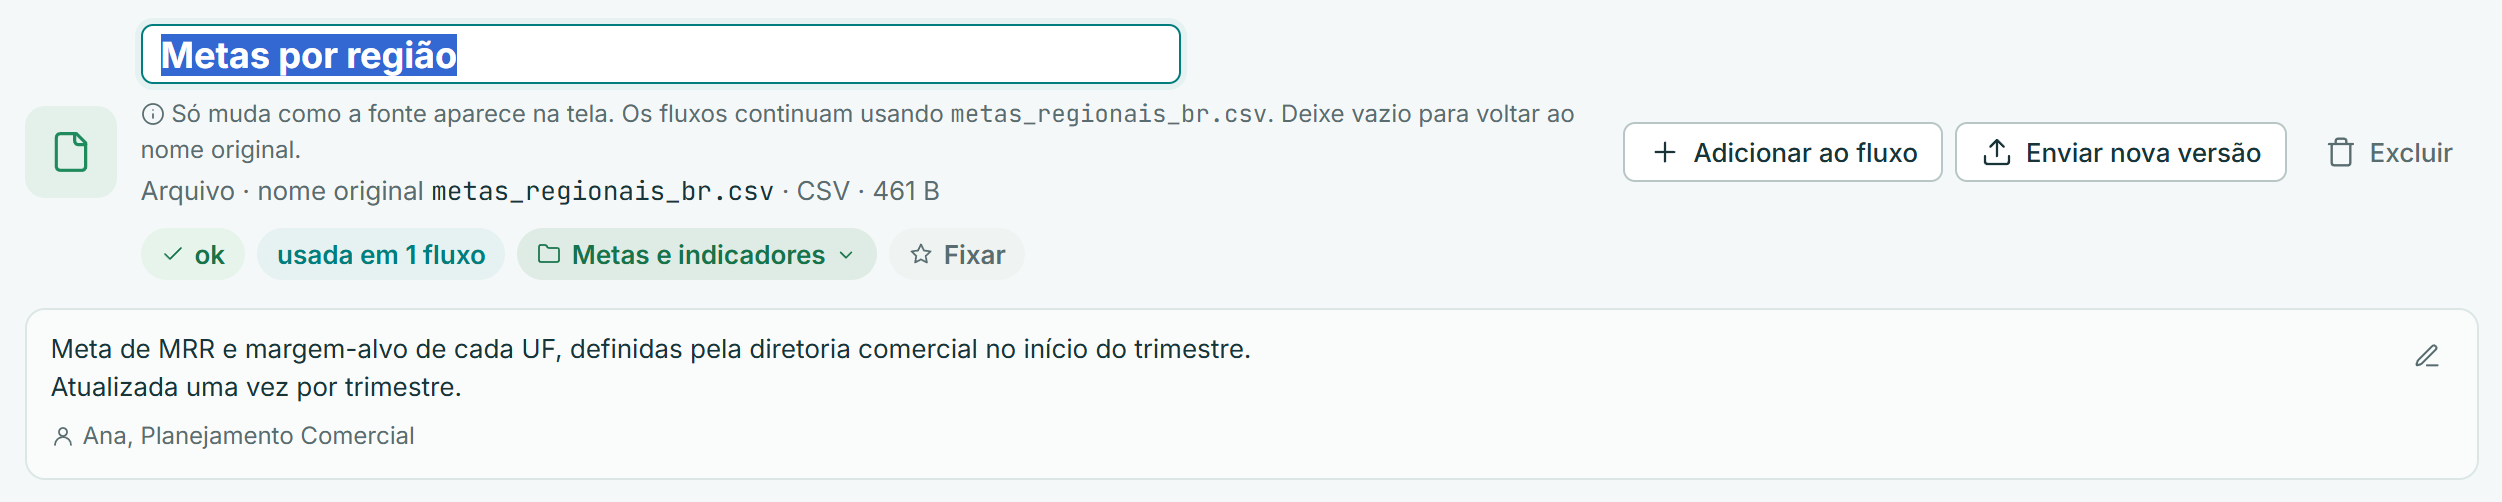 Metas por região
Só muda como a fonte aparece na tela. Os fluxos continuam usando metas_regionais_br.csv. Deixe vazio para voltar ao
nome original.
Arquivo · nome original metas_regionais_br.csv · CSV · 461 B
ok
usada em 1 fluxo
Metas e indicadores
Fixar
Adicionar ao fluxo
Enviar nova versão
Excluir
Meta de MRR e margem-alvo de cada UF, definidas pela diretoria comercial no início do trimestre.
Atualizada uma vez por trimestre.
Ana, Planejamento Comercial